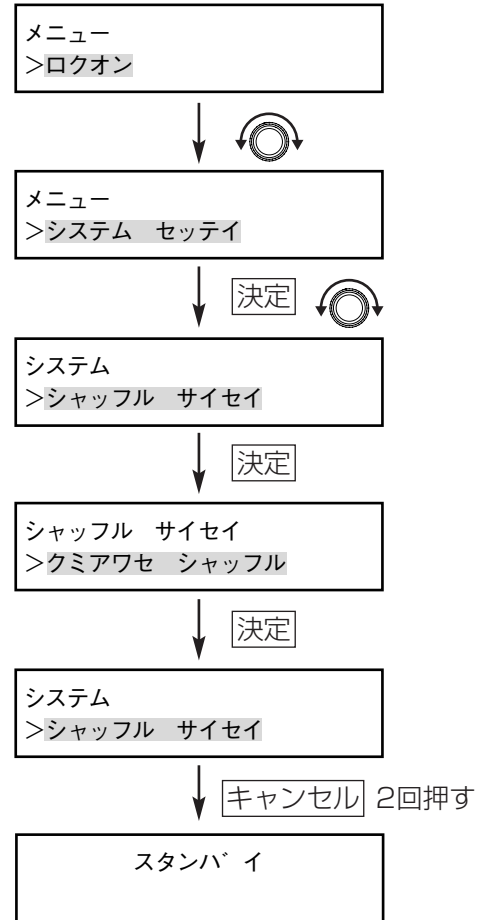 メニュー
>ロクオン
メニュー
>システム　セッテイ
決定
システム
>シャッフル　サイセイ
決定
シャッフル　サイセイ
>クミアワセ　シャッフル
決定
システム
>シャッフル　サイセイ
キャンセル 2回押す
スタンハ゛イ